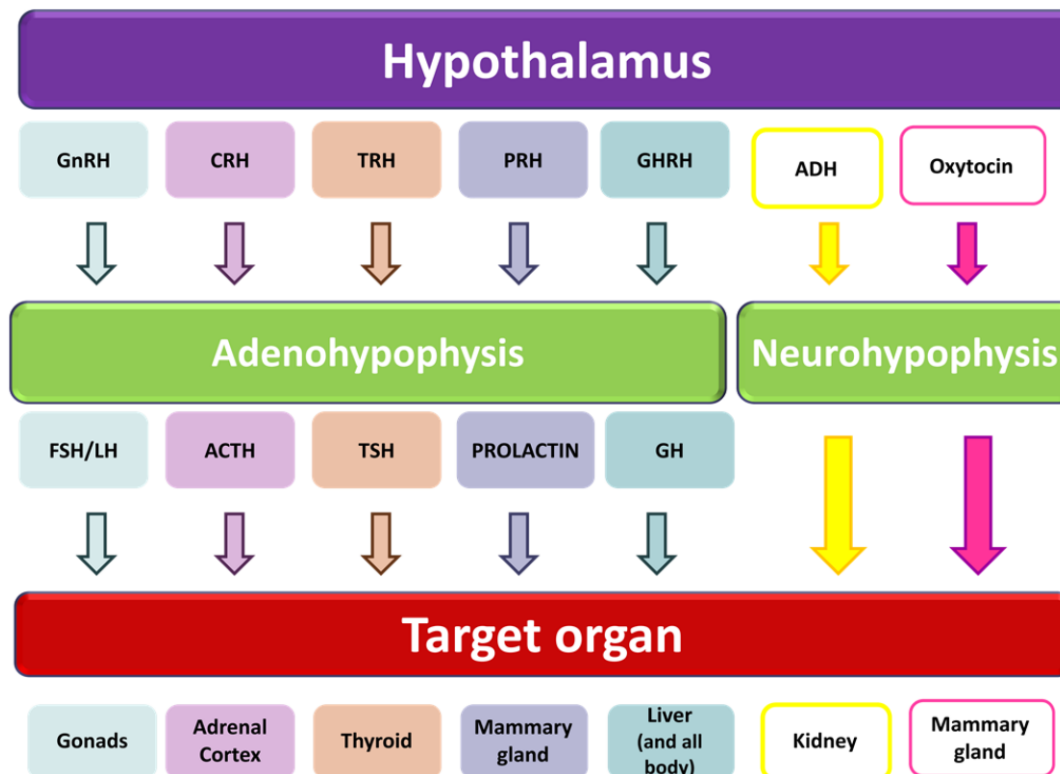 Hypothalamus
GnRH
CRH
TRH
PRH
GHRH
ADH
Oxytocin
Adenohypophysis
Neurohypophysis
FSH/LH
ACTH
TSH
PROLACTIN
GH
Target organ
Gonads
Adrenal
Cortex
Thyroid
Mammary
gland
Liver
(and all
body)
Kidney
Mammary
gland